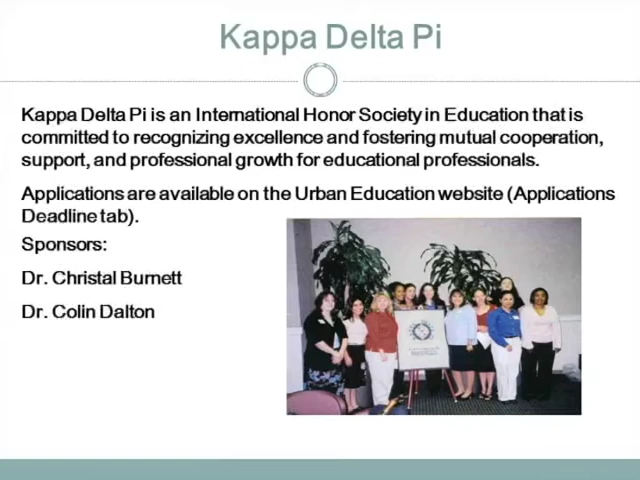 Kappa Delta Pi
Kappa Delta Pi is an International Honor Society in Education that is
committed to recognizing excellence and fostering mutual cooperation,
support, and professional growth for educational professionals.
Applications are available on the Urban Education website (Applications
Deadline tab).
Sponsors:
Dr. Christal Burnett
Dr. Colin Dalton